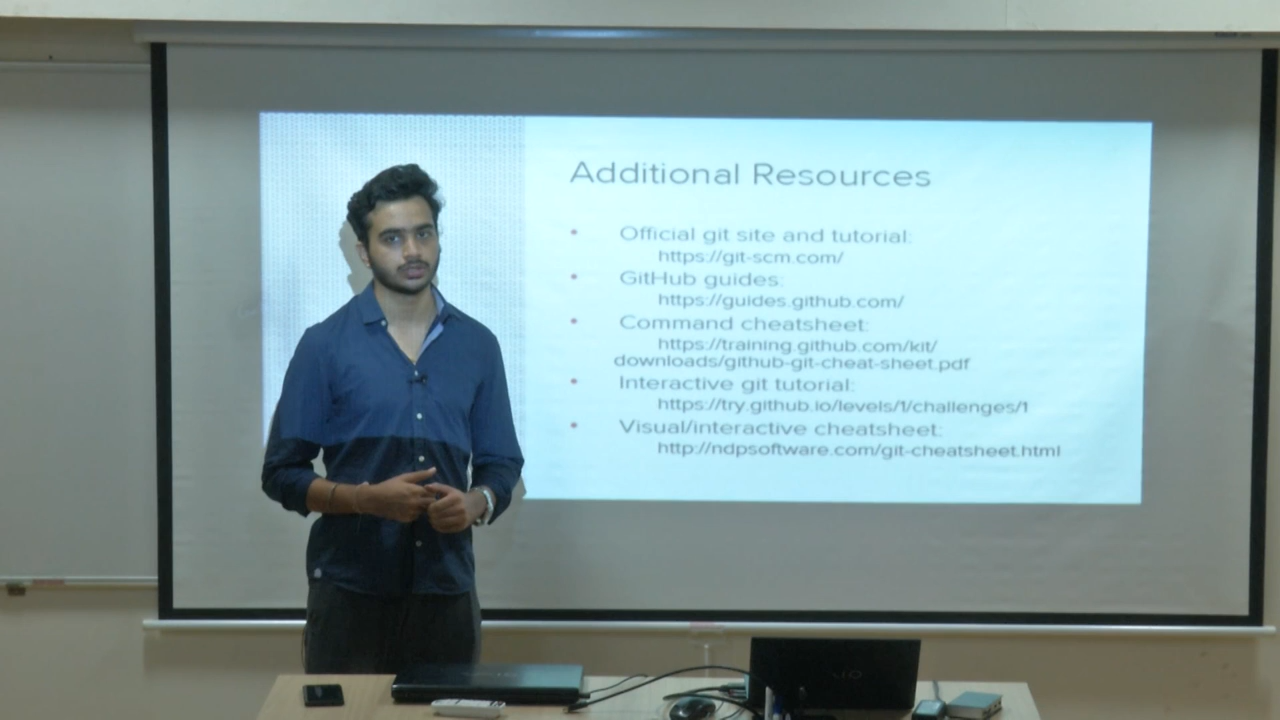 Additional Resources
• Official git site and tutorial:
https://git-scm.com/
• GitHub guides:
https://guides.github.com/
• Command cheatsheet:
https://training.github.com/kit/
downloads/github-git-cheat-sheet.pdf
• Interactive git tutorial:
https://try.github.io/levels/1/challenges/1
• Visual/interactive cheatsheet:
http://ndpsoftware.com/git-cheatsheet.html
VAIO